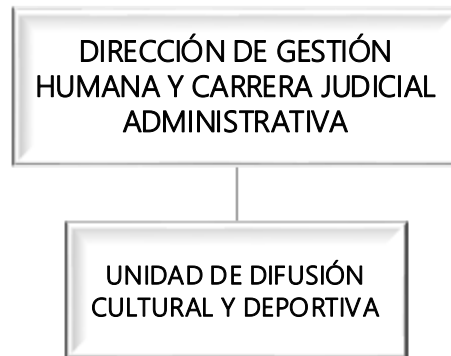 DIRECCIÓN DE GESTIÓN
HUMANA Y CARRERA JUDICIAL
ADMINISTRATIVA
UNIDAD DE DIFUSIÓN
CULTURAL Y DEPORTIVA